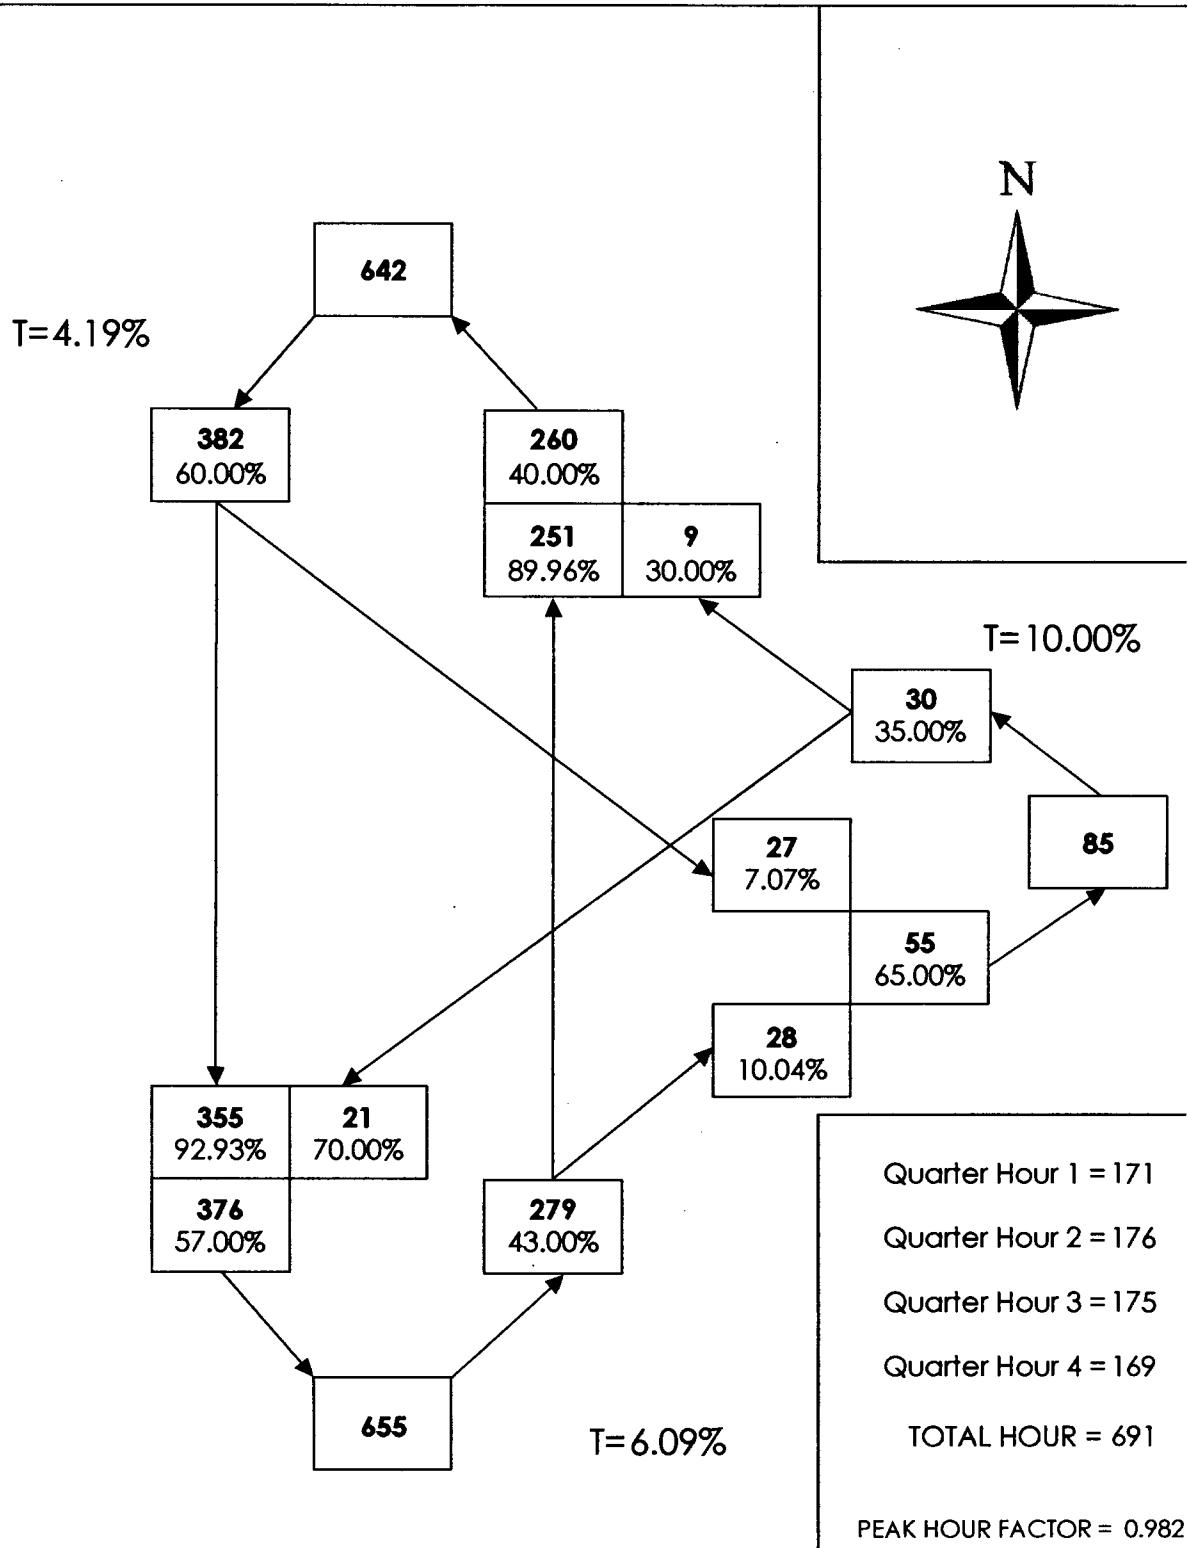 N
642
T=4.19%
382
60.00%
260
40.00%
251
89.96%
9
30.00%
T=10.00%
30
35.00%
85
27
7.07%
55
65.00%
28
10.04%
355
92.93%
21
70.00%
376
57.00%
279
43.00%
655
T=6.09%
Quarter Hour 1 = 171
Quarter Hour 2 = 176
Quarter Hour 3 = 175
Quarter Hour 4 = 169
TOTAL HOUR = 691
PEAK HOUR FACTOR = 0.982